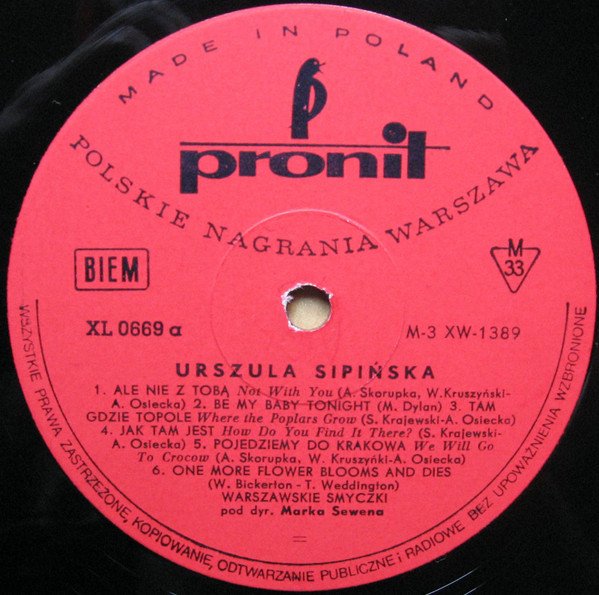 MADE IN POLAND
pronit
POLSKIE NAGRANIA WARSZAWA
BIEM
M
33
XL 0669 a
M-3 XW-1389
URSZULA SIPIŃSKA
1. ALE NIE Z TOBĄ Not With You (A. Skorupka, W.Kruszyński-
A. Osiecka) 2. BE MY BABY TONIGHT (M. Dylan) 3. TAM
GDZIE TOPOLE Where the Poplars Grow (S. Krajewski-A. Osiecka)
4. JAK TAM JEST How Do You Find It There? (S. Krajewski-
A. Osiecka) 5. POJEDZIEMY DO KRAKOWA We Will Go
To Crocow (A. Skorupka, W. Kruszyński-A. Osiecka)
6. ONE MORE FLOWER BLOOMS AND DIES
(W. Bickerton - T. Weddington)
WARSZAWSKIE SMYCZKI
pod dyr. Marka Sewena
=
WSZYSTKIE PRAWA ZASTRZEŻONE, KOPIOWANIE, ODTWARZANIE PUBLICZNE i RADIOWE BEZ UPOWAŻNIENIA WZBRONIONE